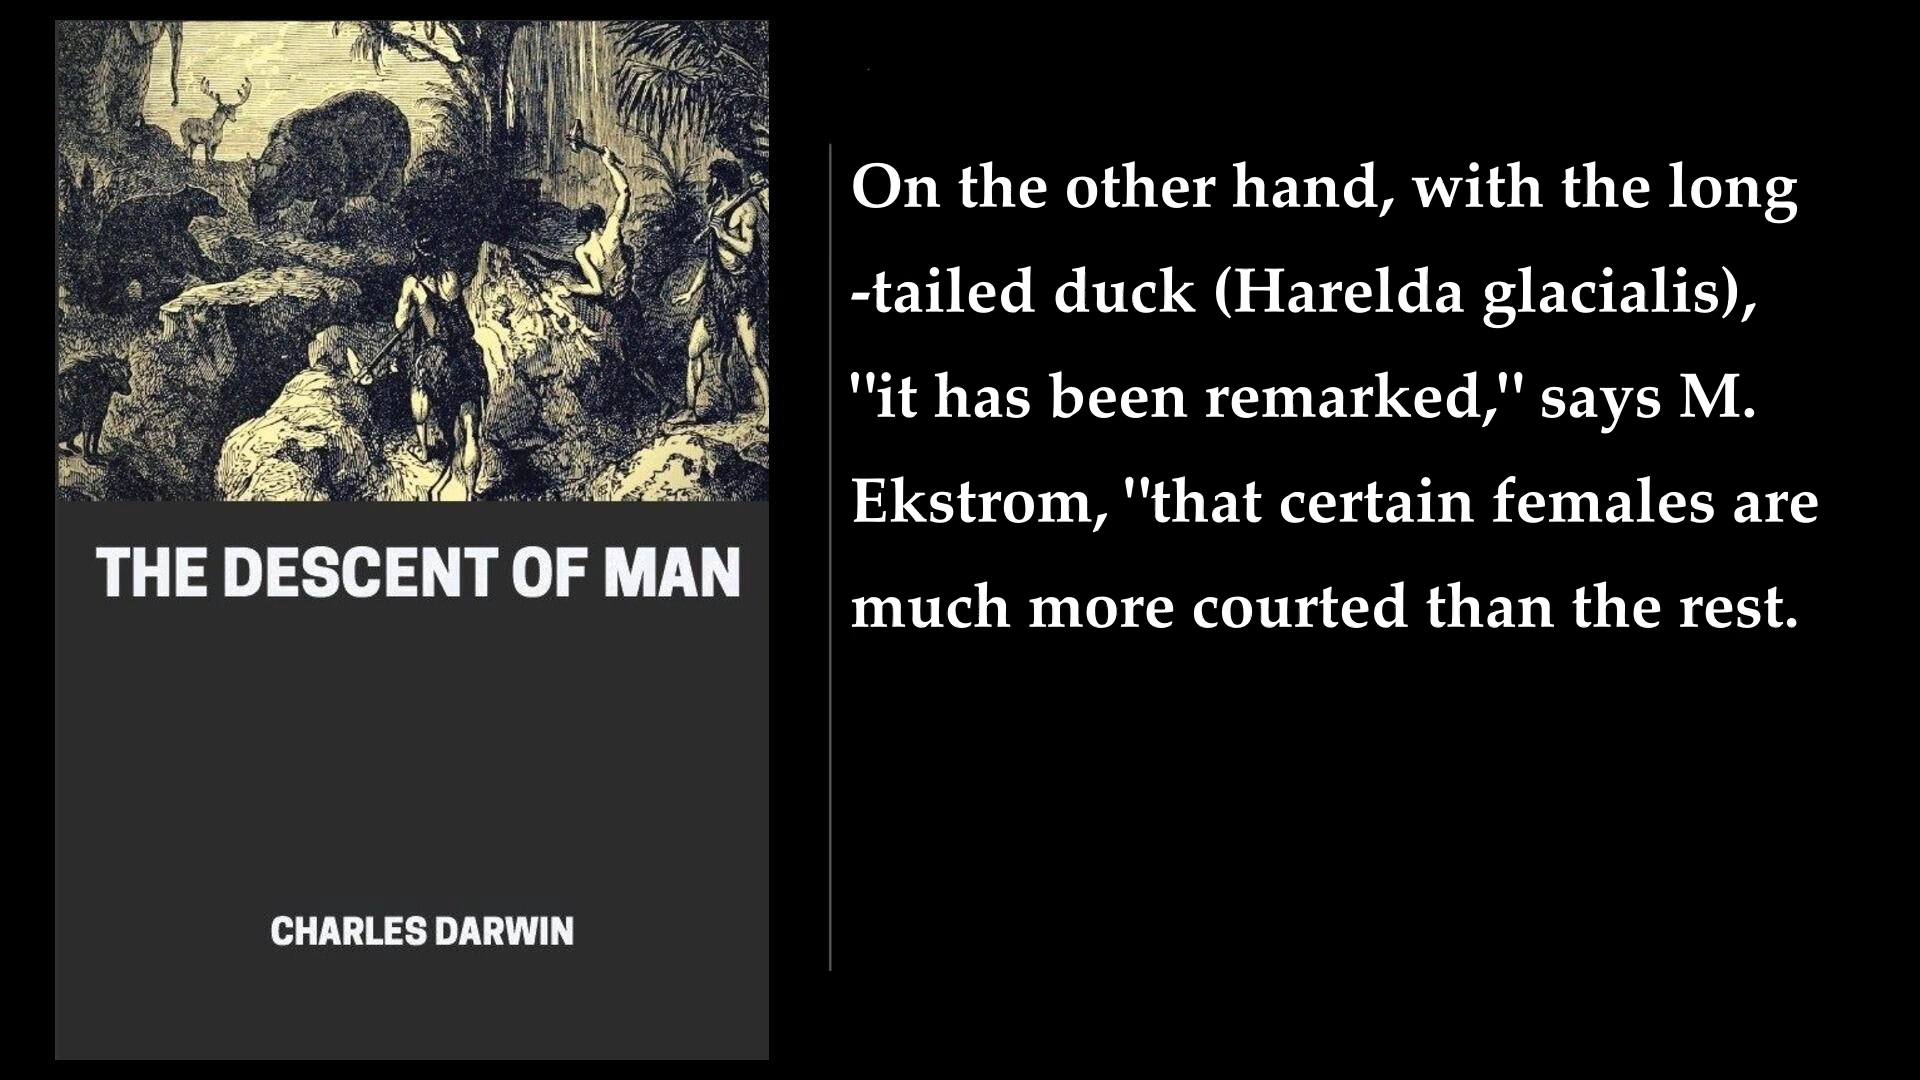 THE DESCENT OF MAN
CHARLES DARWIN
On the other hand, with the long
-tailed duck (Harelda glacialis),
"it has been remarked," says M.
Ekstrom, "that certain females are
much more courted than the rest.